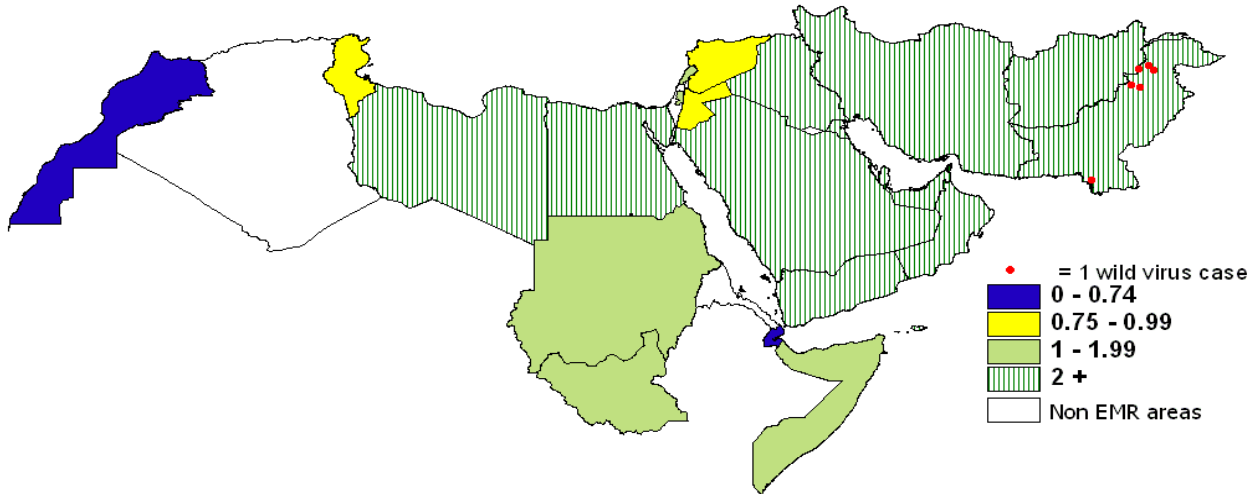 = 1 wild virus case
0 - 0.74
0.75 - 0.99
1 - 1.99
2 +
Non EMR areas